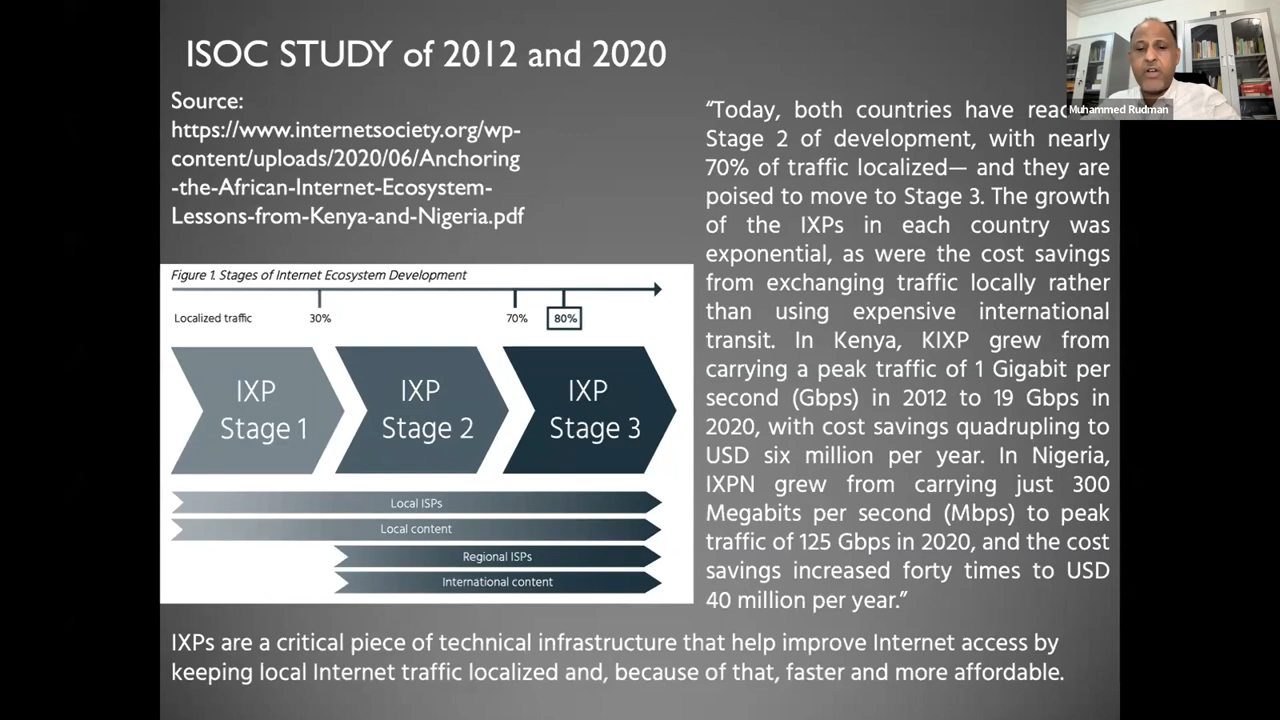 ISOC STUDY of 2012 and 2020
Source:
https://www.internetsociety.org/wp-
content/uploads/2020/06/Anchoring
-the-African-Internet-Ecosystem-
Lessons-from-Kenya-and-Nigeria.pdf
Figure 1. Stages of Internet Ecosystem Development
Localized traffic 30% 70% 80%
IXP
Stage 1
IXP
Stage 2
IXP
Stage 3
Local ISPs
Local content
Regional ISPs
International content
“Today, both countries have
Stage 2 of development, with nearly
70% of traffic localized— and they are
poised to move to Stage 3. The growth
of the IXPs in each country was
exponential, as were the cost savings
from exchanging traffic locally rather
than using expensive international
transit. In Kenya, KIXP grew from
carrying a peak traffic of 1 Gigabit per
second (Gbps) in 2012 to 19 Gbps in
2020, with cost savings quadrupling to
USD six million per year. In Nigeria,
IXPN grew from carrying just 300
Megabits per second (Mbps) to peak
traffic of 125 Gbps in 2020, and the cost
savings increased forty times to USD
40 million per year.”
IXPs are a critical piece of technical infrastructure that help improve Internet access by
keeping local Internet traffic localized and, because of that, faster and more affordable.
Muhammed Rudman